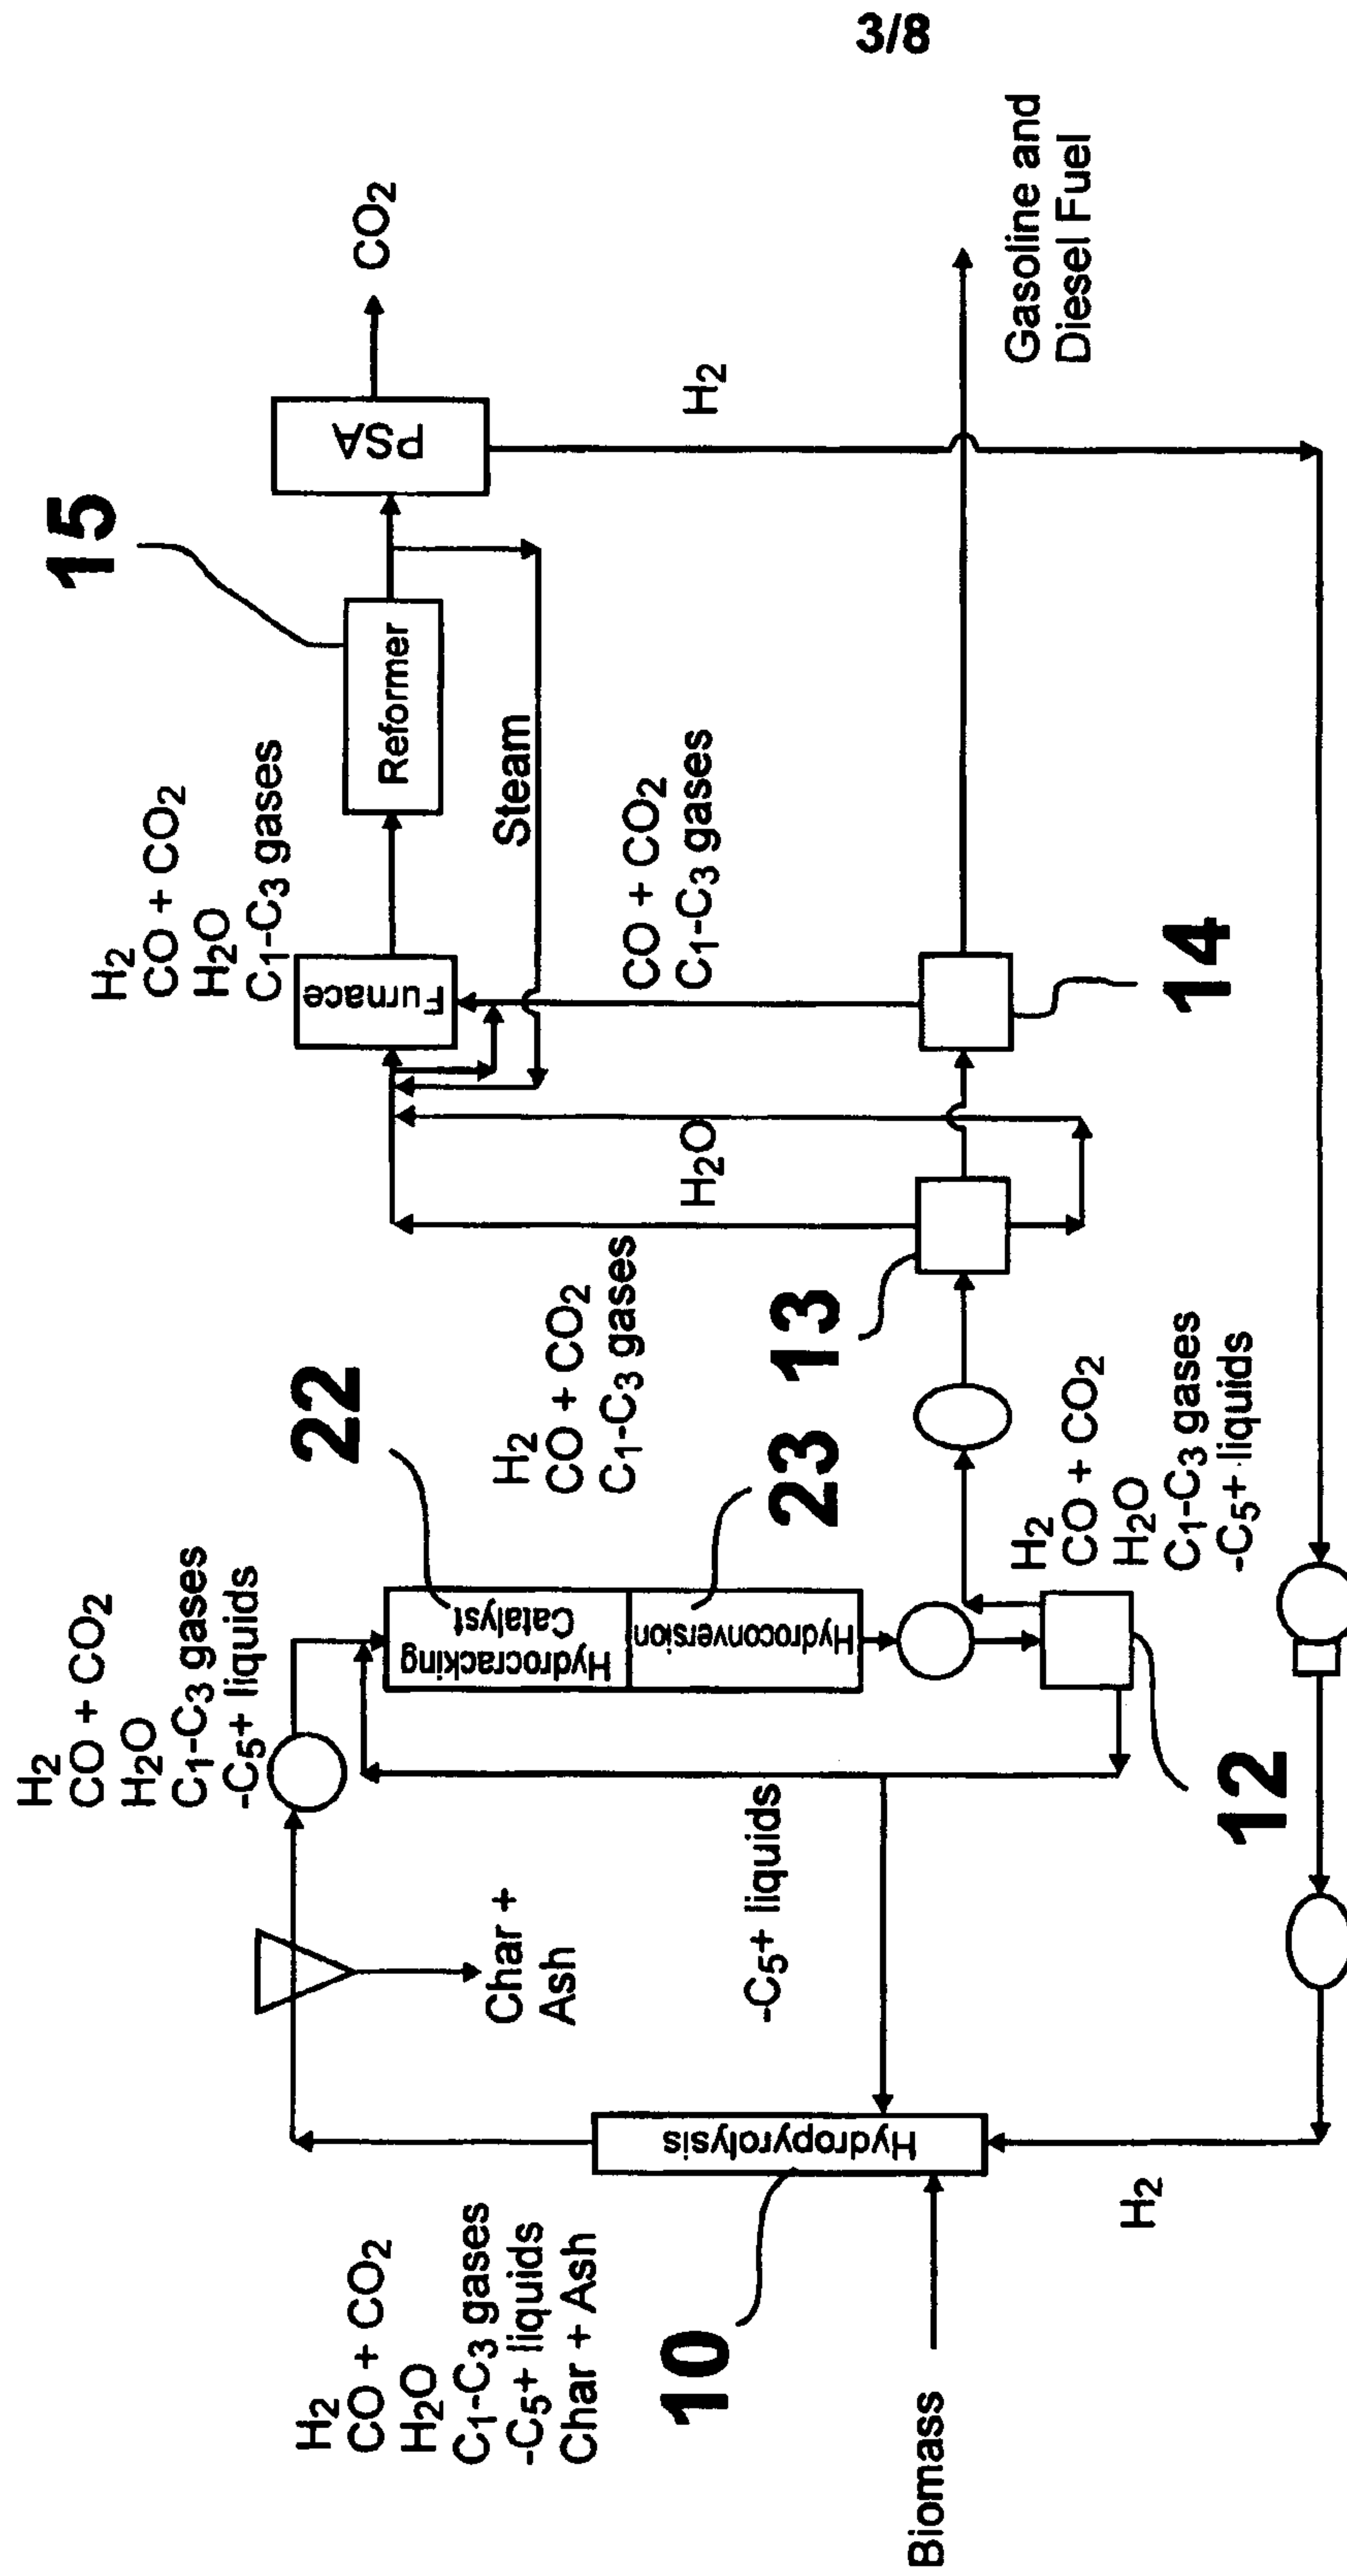 3/8
H2
CO + CO2
H2O
C1-C3 gases
-C5+ liquids
Char + Ash
10
Biomass
Hydropyrolysis
H2
Char +
Ash
H2
CO + CO2
H2O
C1-C3 gases
-C5+ liquids
-C5+ liquids
22
Hydrocracking
Catalyst
Hydroconversion
23
12
H2
CO + CO2
H2O
C1-C3 gases
-C5+ liquids
13
H2
CO + CO2
C1-C3 gases
H2O
14
CO + CO2
C1-C3 gases
Steam
H2
CO + CO2
H2O
C1-C3 gases
Furnace
Reformer
15
PSA
CO2
H2
Gasoline and
Diesel Fuel